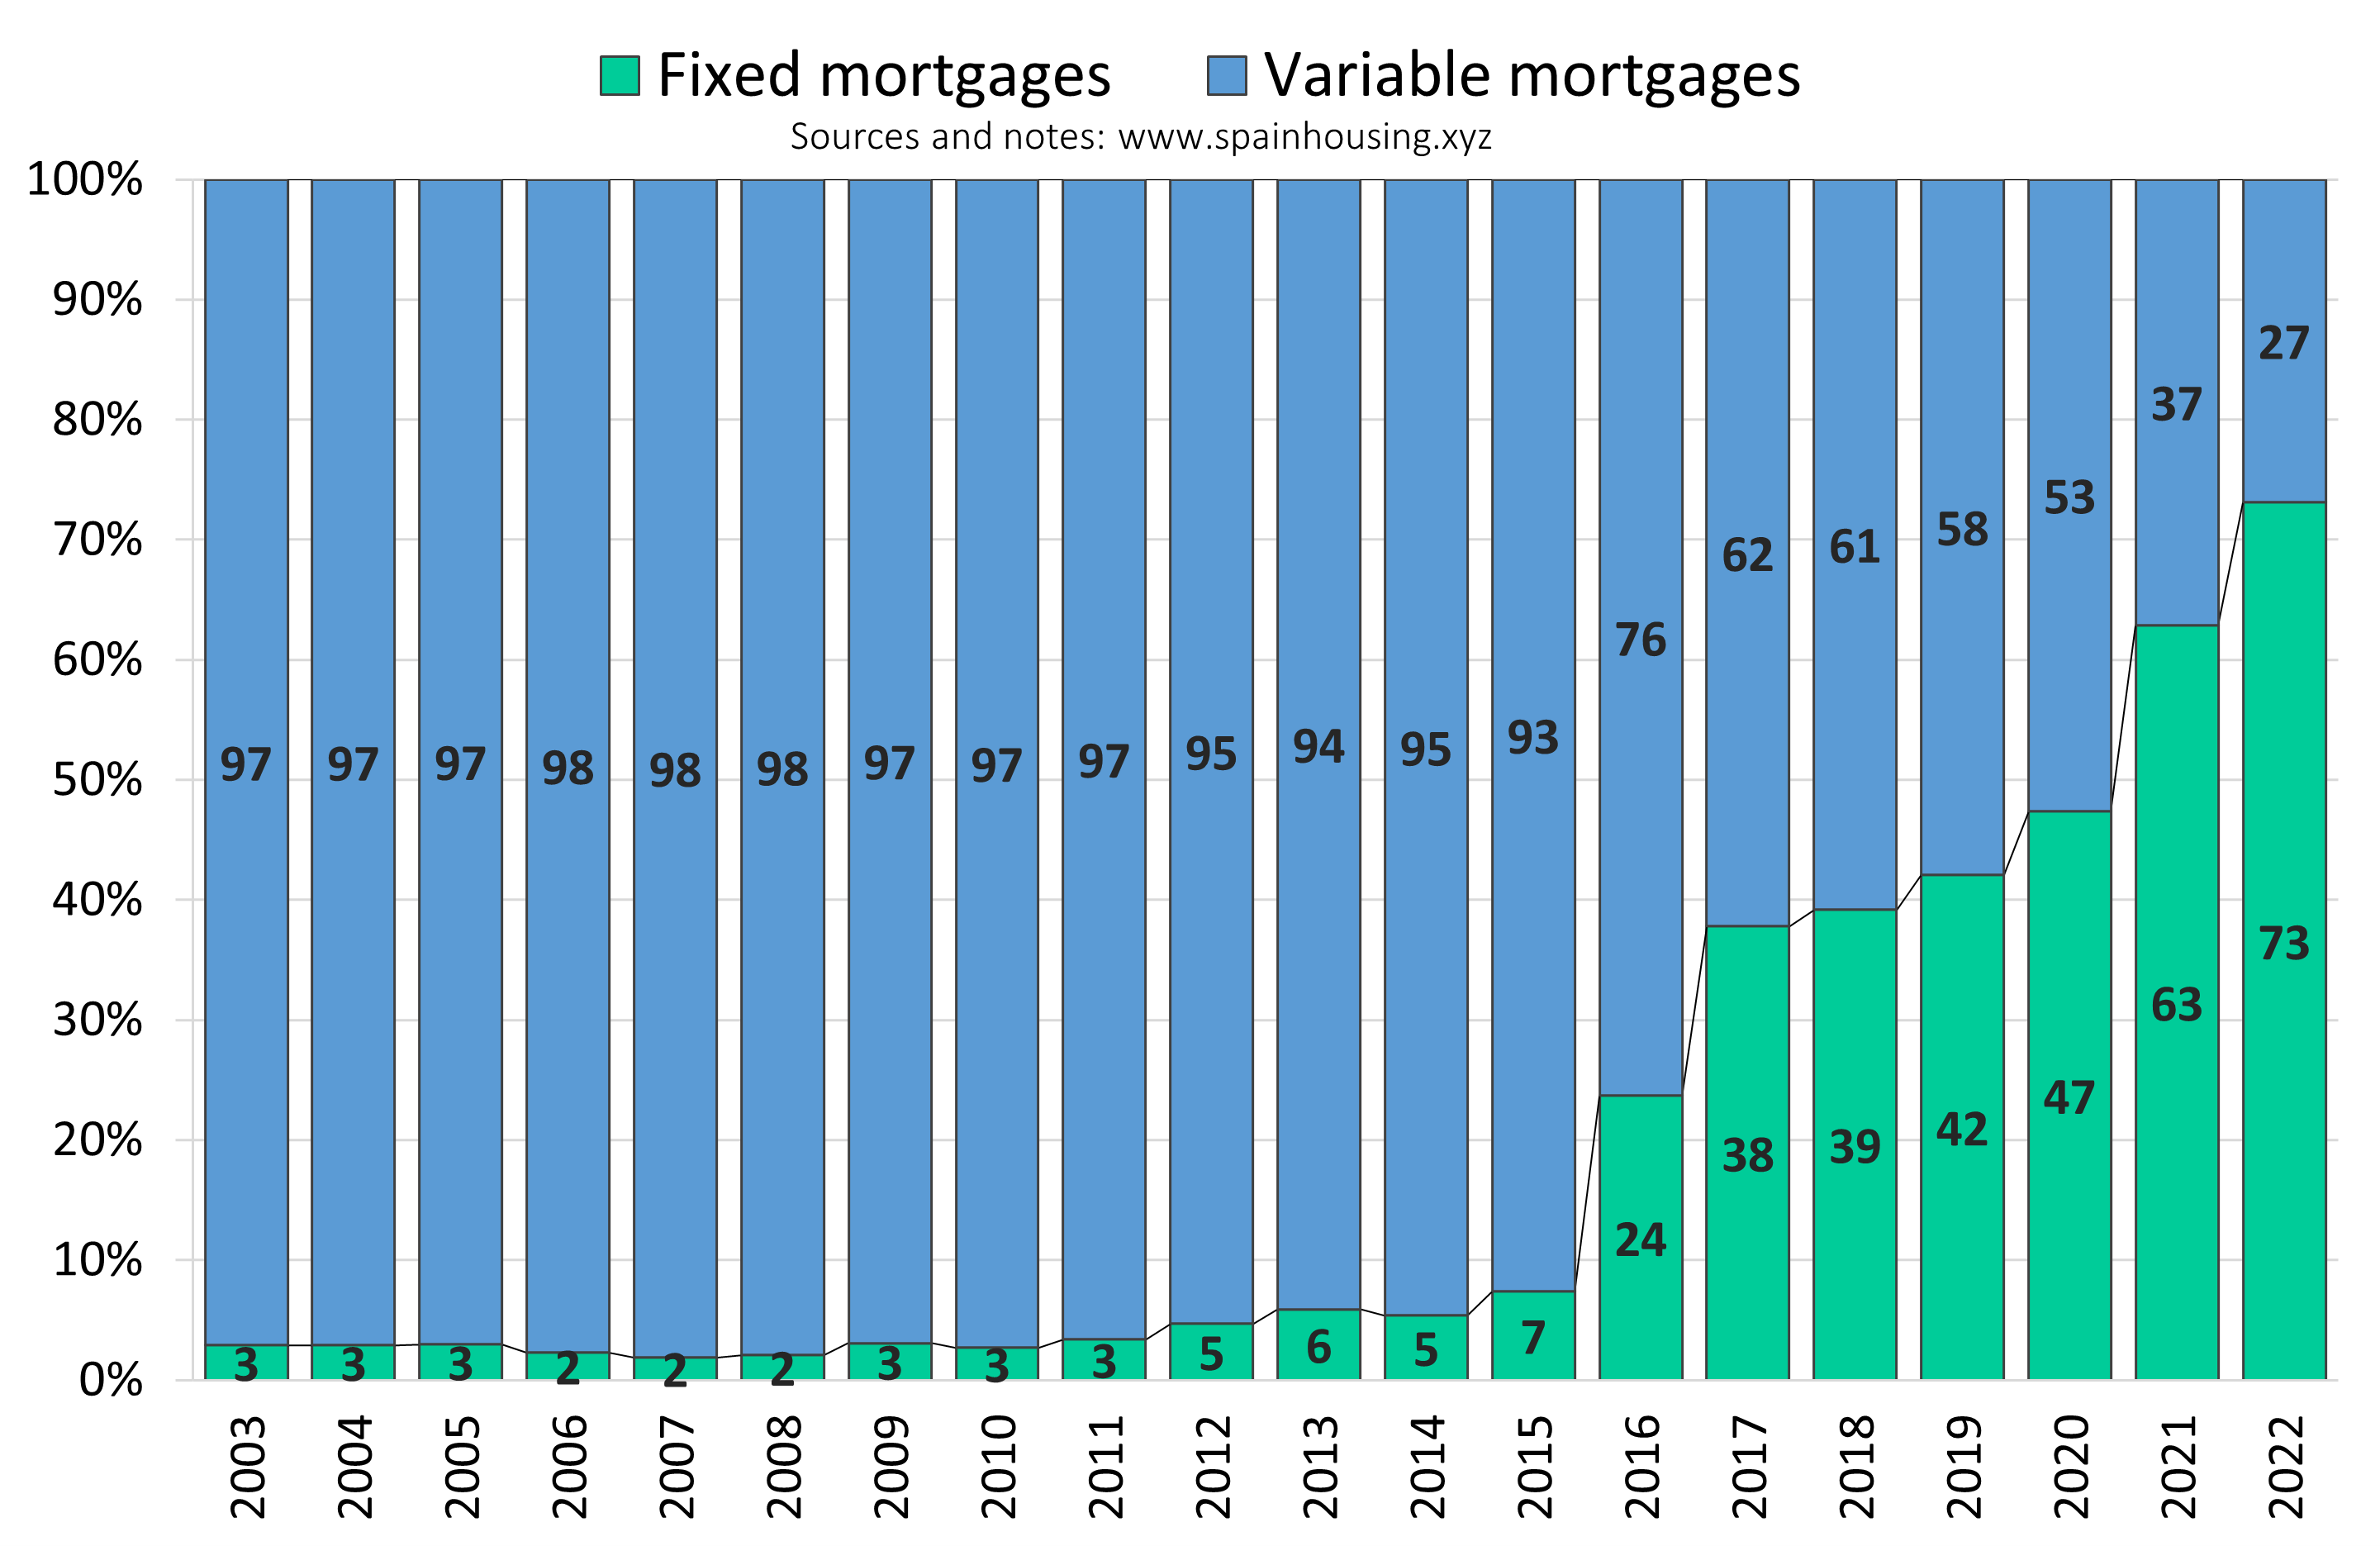 Fixed mortgages Variable mortgages
Sources and notes: www.spainhousing.xyz
100%
90%
80%
70%
60%
50%
40%
30%
20%
10%
0%
97 97 97 98 98 98 97 97 97 95 94 95 93 76 62 61 58 53 37 27
3 3 3 2 2 2 3 3 3 5 6 5 7 24 38 39 42 47 63 73
2003 2004 2005 2006 2007 2008 2009 2010 2011 2012 2013 2014 2015 2016 2017 2018 2019 2020 2021 2022